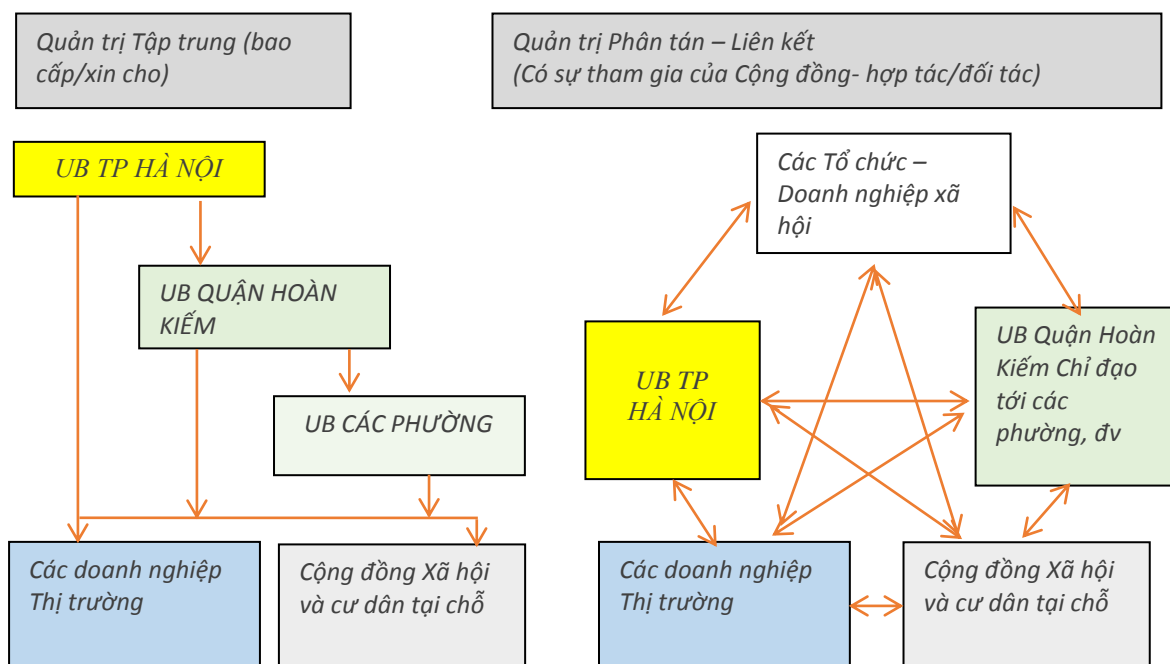 Quản trị Tập trung (bao
cấp/xin cho)
Quản trị Phân tán – Liên kết
(Có sự tham gia của Cộng đồng- hợp tác/đối tác)
UB TP HÀ NỘI
UB QUẬN HOÀN
KIẾM
UB CÁC PHƯỜNG
Các doanh nghiệp
Thị trường
Cộng đồng Xã hội
và cư dân tại chỗ
Các Tổ chức –
Doanh nghiệp xã
hội
UB TP
HÀ NỘI
UB Quận Hoàn
Kiếm Chỉ đạo
tới các
phường, đv
Các doanh nghiệp
Thị trường
Cộng đồng Xã hội
và cư dân tại chỗ